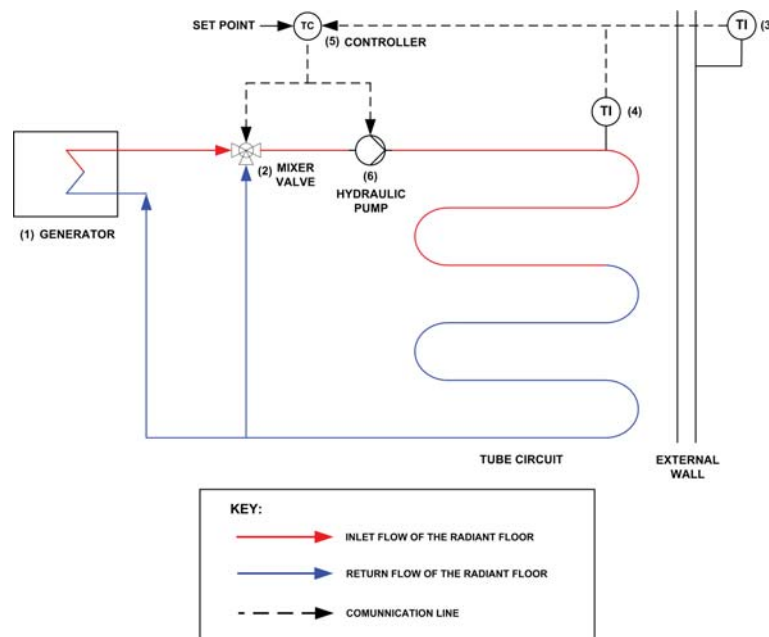 SET POINT
TC
(5) CONTROLLER
TI
(3
TI
(4)
(2) MIXER
VALVE
(6)
HYDRAULIC
PUMP
(1) GENERATOR
TUBE CIRCUIT
EXTERNAL
WALL
KEY:
INLET FLOW OF THE RADIANT FLOOR
RETURN FLOW OF THE RADIANT FLOOR
COMUNNICATION LINE